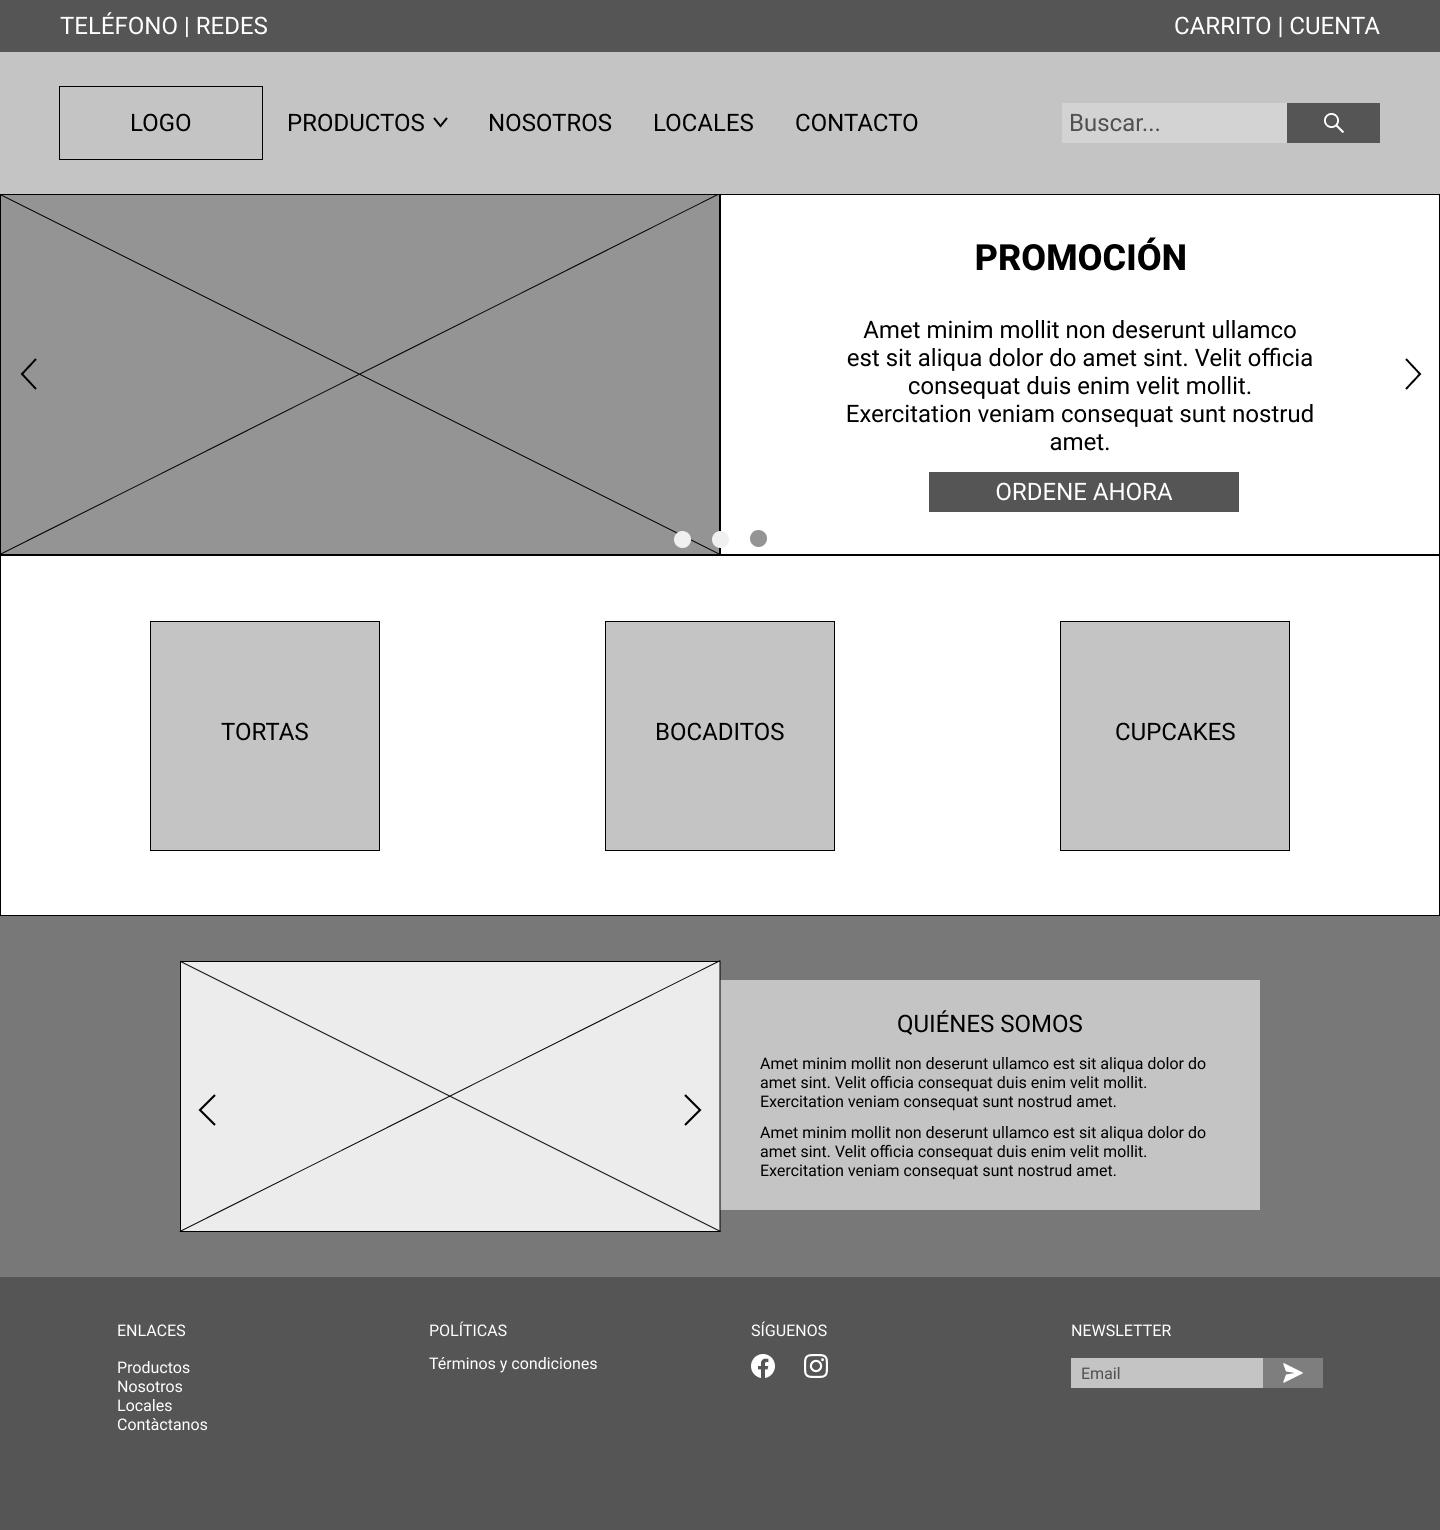 TELÉFONO | REDES
CARRITO | CUENTA
LOGO
PRODUCTOS
NOSOTROS
LOCALES
CONTACTO
Buscar...
PROMOCIÓN
Amet minim mollit non deserunt ullamco
est sit aliqua dolor do amet sint. Velit officia
consequat duis enim velit mollit.
Exercitation veniam consequat sunt nostrud
amet.
ORDENE AHORA
TORTAS
BOCADITOS
CUPCAKES
QUIÉNES SOMOS
Amet minim mollit non deserunt ullamco est sit aliqua dolor do
amet sint. Velit officia consequat duis enim velit mollit.
Exercitation veniam consequat sunt nostrud amet.
Amet minim mollit non deserunt ullamco est sit aliqua dolor do
amet sint. Velit officia consequat duis enim velit mollit.
Exercitation veniam consequat sunt nostrud amet.
ENLACES
Productos
Nosotros
Locales
Contàctanos
POLÍTICAS
Términos y condiciones
SÍGUENOS
NEWSLETTER
Email